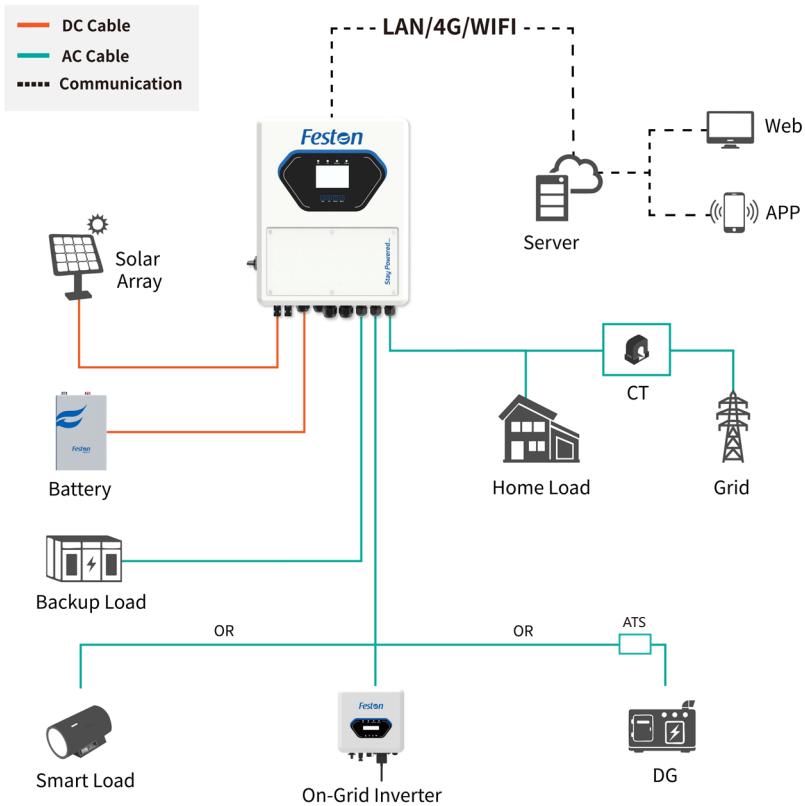 DC Cable
AC Cable
Communication
LAN/4G/WIFI
Feston
Stay Powered...
Web
APP
Server
Solar
Array
CT
Feston
Battery
Home Load
Grid
Backup Load
OR
OR
ATS
Feston
Smart Load
On-Grid Inverter
DG